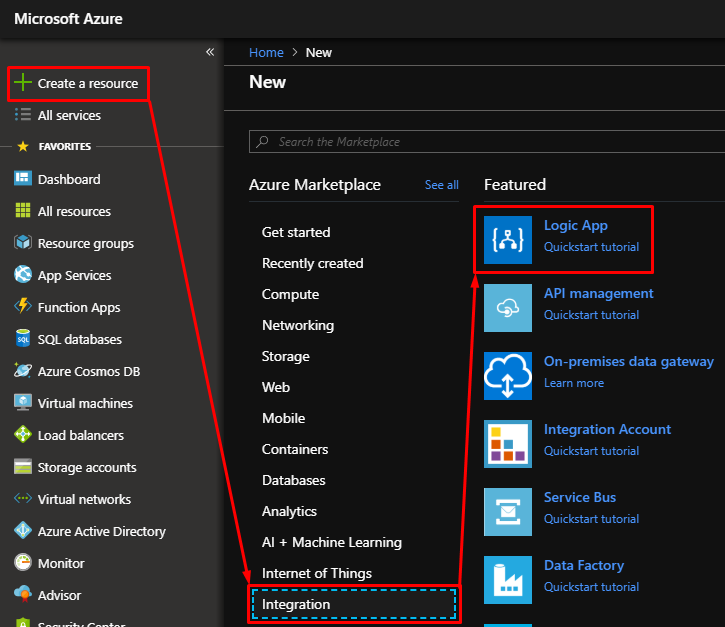 Microsoft Azure
«
Create a resource
All services
FAVORITES
Dashboard
All resources
Resource groups
App Services
Function Apps
SQL databases
Azure Cosmos DB
Virtual machines
Load balancers
Storage accounts
Virtual networks
Azure Active Directory
Monitor
Advisor
Security Center
Home > New
New
Search the Marketplace
Azure Marketplace
See all
Get started
Recently created
Compute
Networking
Storage
Web
Mobile
Containers
Databases
Analytics
AI + Machine Learning
Internet of Things
Integration
Featured
Logic App
Quickstart tutorial
API management
Quickstart tutorial
On-premises data gateway
Learn more
Integration Account
Quickstart tutorial
Service Bus
Quickstart tutorial
Data Factory
Quickstart tutorial